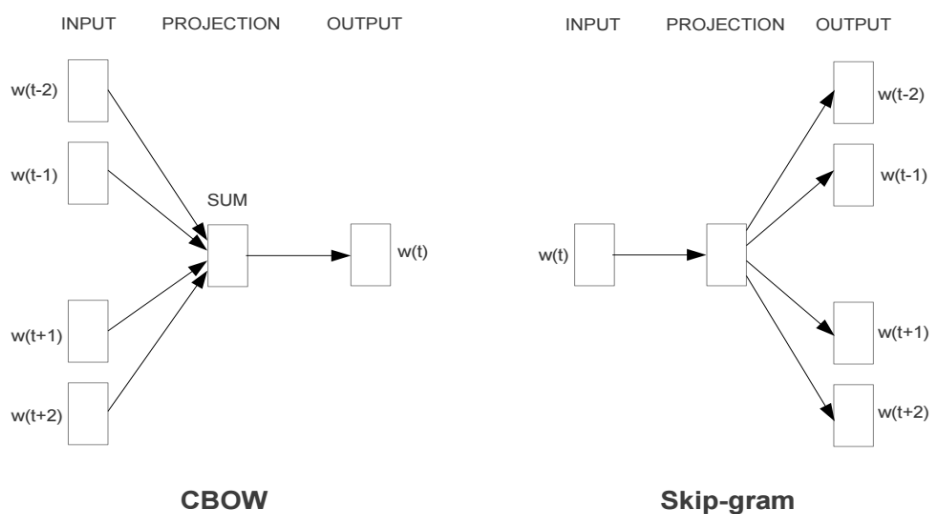 INPUT PROJECTION OUTPUT
w(t-2)
w(t-1)
SUM
w(t)
w(t+1)
w(t+2)
CBOW
INPUT PROJECTION OUTPUT
w(t-2)
w(t-1)
w(t)
w(t+1)
w(t+2)
Skip-gram